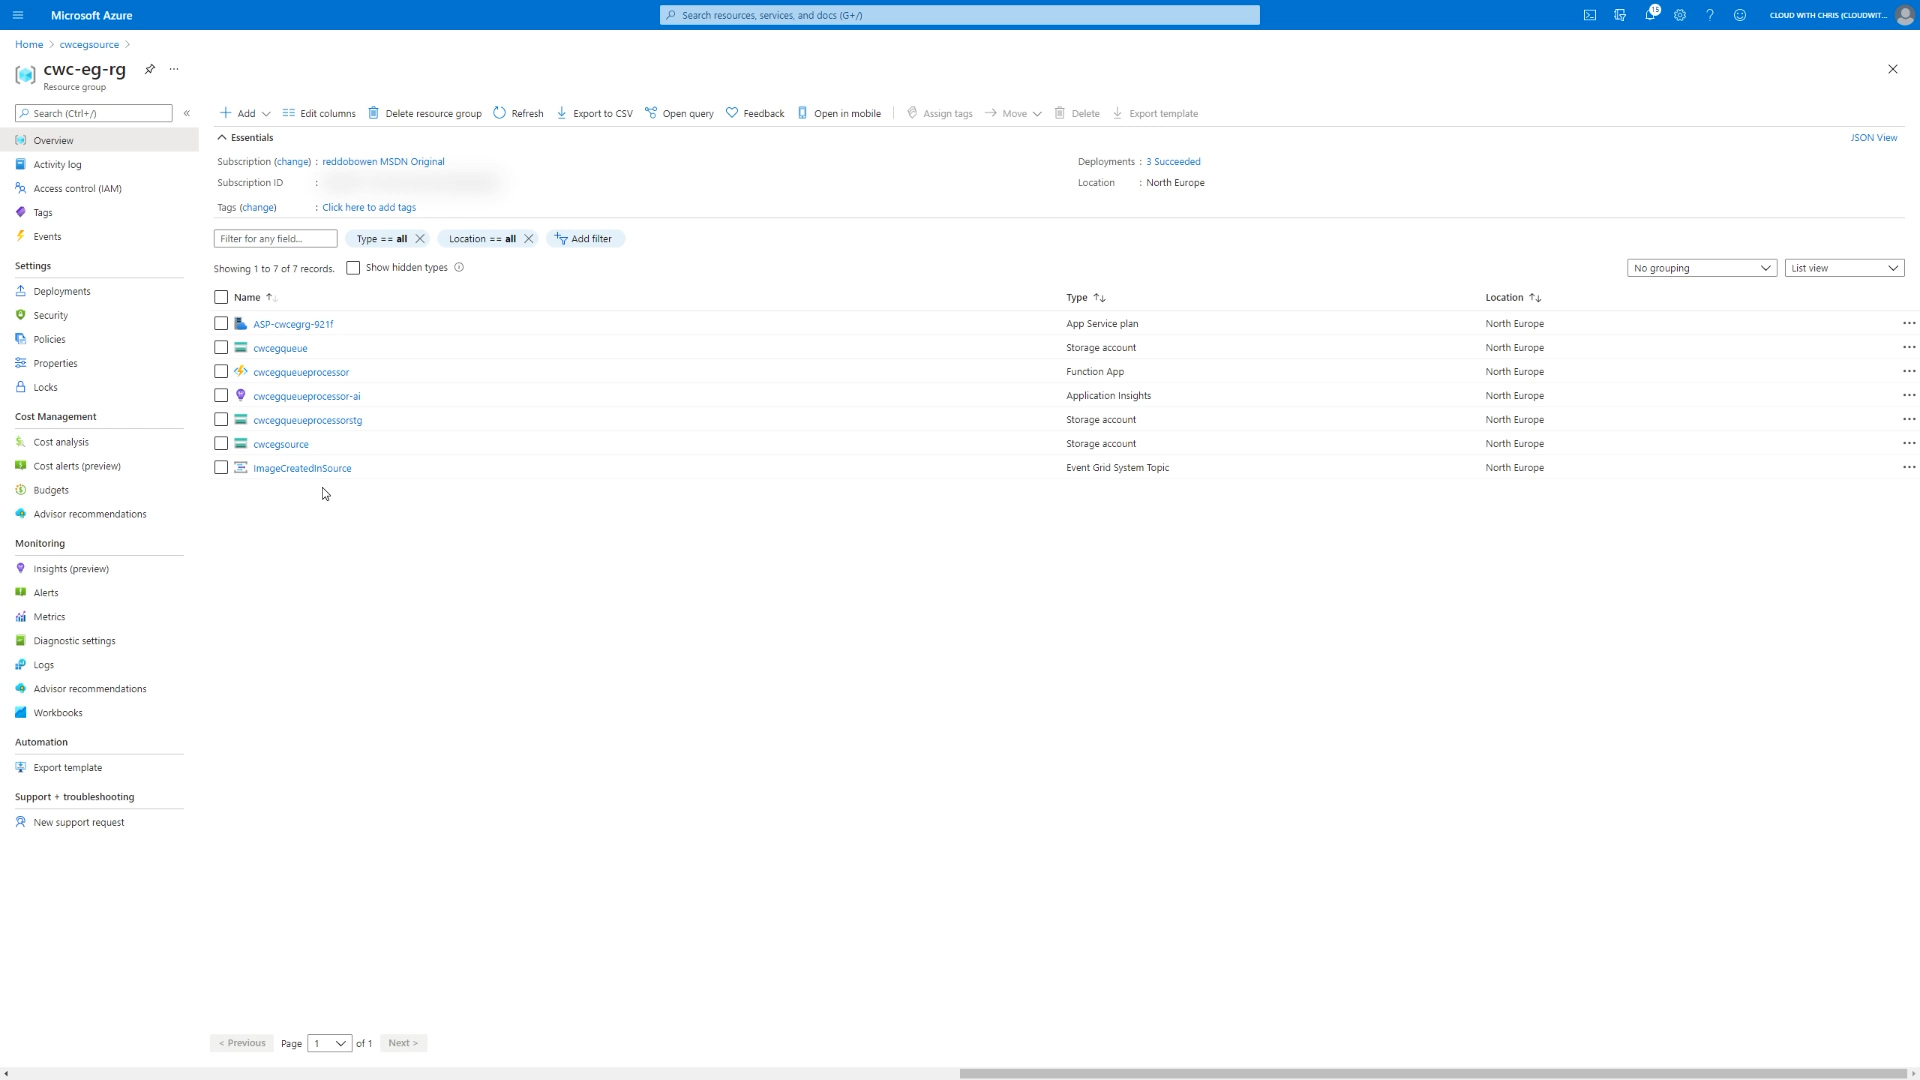 Microsoft Azure
Search resources, services, and docs (G+/)
15
CLOUD WITH CHRIS (CLOUDWIT...
Home > cwcegsource >
cwc-eg-rg
Resource group
Search (Ctrl+/)
Overview
Activity log
Access control (IAM)
Tags
Events
Settings
Deployments
Security
Policies
Properties
Locks
Cost Management
Cost analysis
Cost alerts (preview)
Budgets
Advisor recommendations
Monitoring
Insights (preview)
Alerts
Metrics
Diagnostic settings
Logs
Advisor recommendations
Workbooks
Automation
Export template
Support + troubleshooting
New support request
Add Edit columns Delete resource group Refresh Export to CSV Open query Feedback Open in mobile Assign tags Move Delete Export template
Essentials JSON View
Subscription (change) : reddobowen MSDN Original Deployments : 3 Succeeded
Subscription ID : Location : North Europe
Tags (change) : Click here to add tags
Filter for any field... Type == all Location == all Add filter
Showing 1 to 7 of 7 records. Show hidden types No grouping List view
Name Type Location
ASP-cwcegrg-921f App Service plan North Europe
cwcegqueue Storage account North Europe
cwcegqueueprocessor Function App North Europe
cwcegqueueprocessor-ai Application Insights North Europe
cwcegqueueprocessorstg Storage account North Europe
cwcegsource Storage account North Europe
ImageCreatedInSource Event Grid System Topic North Europe
< Previous Page 1 of 1 Next >